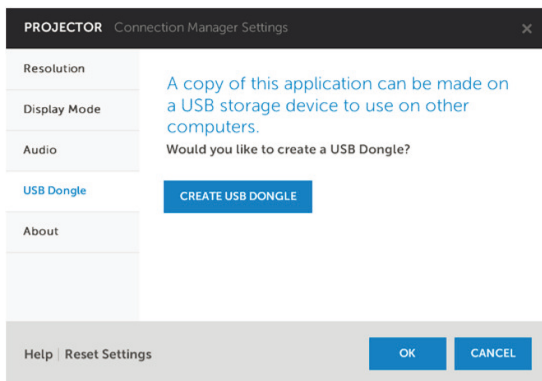 PROJECTOR Connection Manager Settings
Resolution
Display Mode
Audio
USB Dongle
About
A copy of this application can be made on
a USB storage device to use on other
computers.
Would you like to create a USB Dongle?
CREATE USB DONGLE
Help | Reset Settings
OK
CANCEL